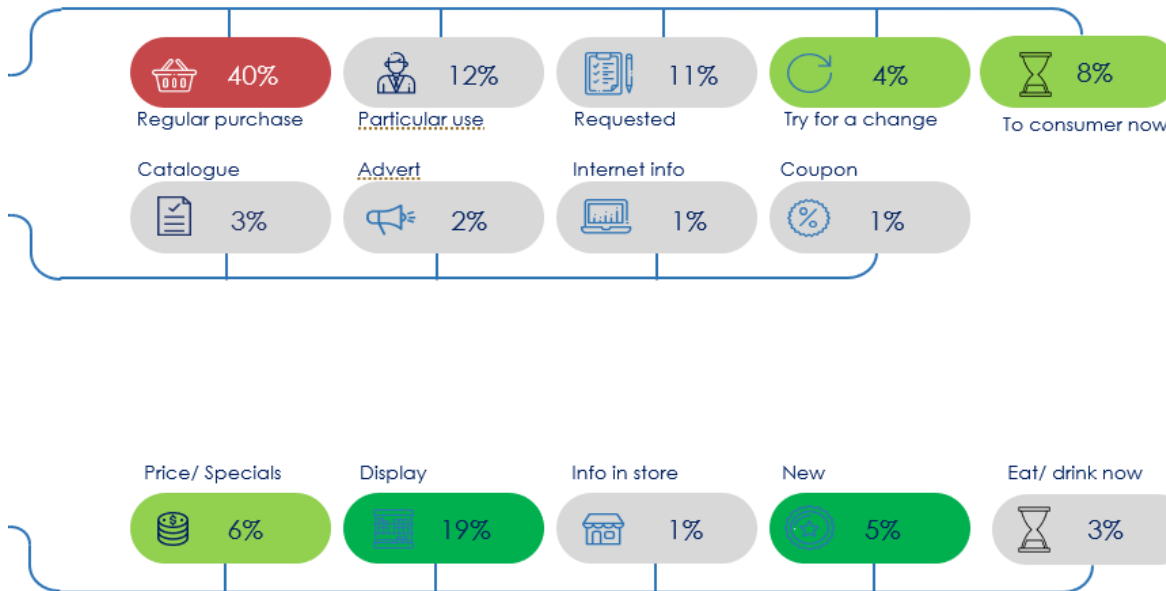 40% 12% 11% 4% 8%
Regular purchase Particular use Requested Try for a change To consumer now
Catalogue Advert Internet info Coupon
3% 2% 1% 1%
Price/ Specials Display Info in store New Eat/ drink now
6% 19% 1% 5% 3%